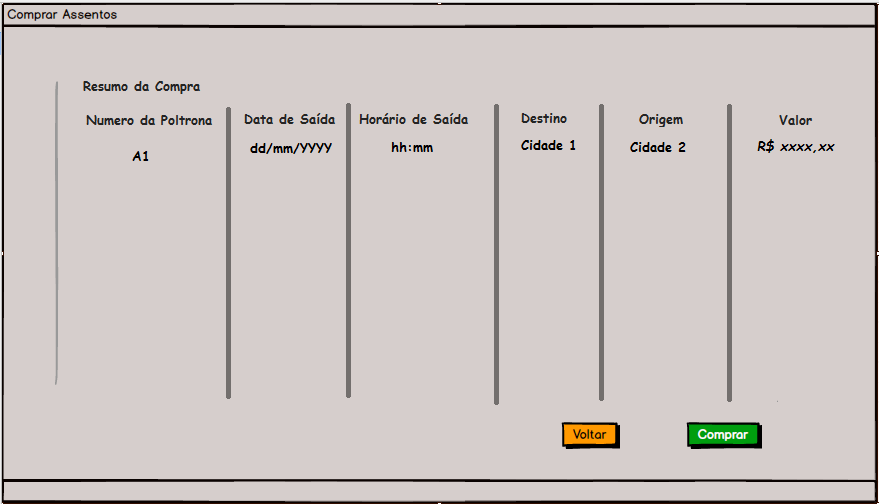 Comprar Assentos
Resumo da Compra
Numero da Poltrona Data de Saída Horário de Saída Destino Origem Valor
A1 dd/mm/yyyy hh:mm Cidade 1 Cidade 2 R$ xxxx,xx
Voltar Comprar